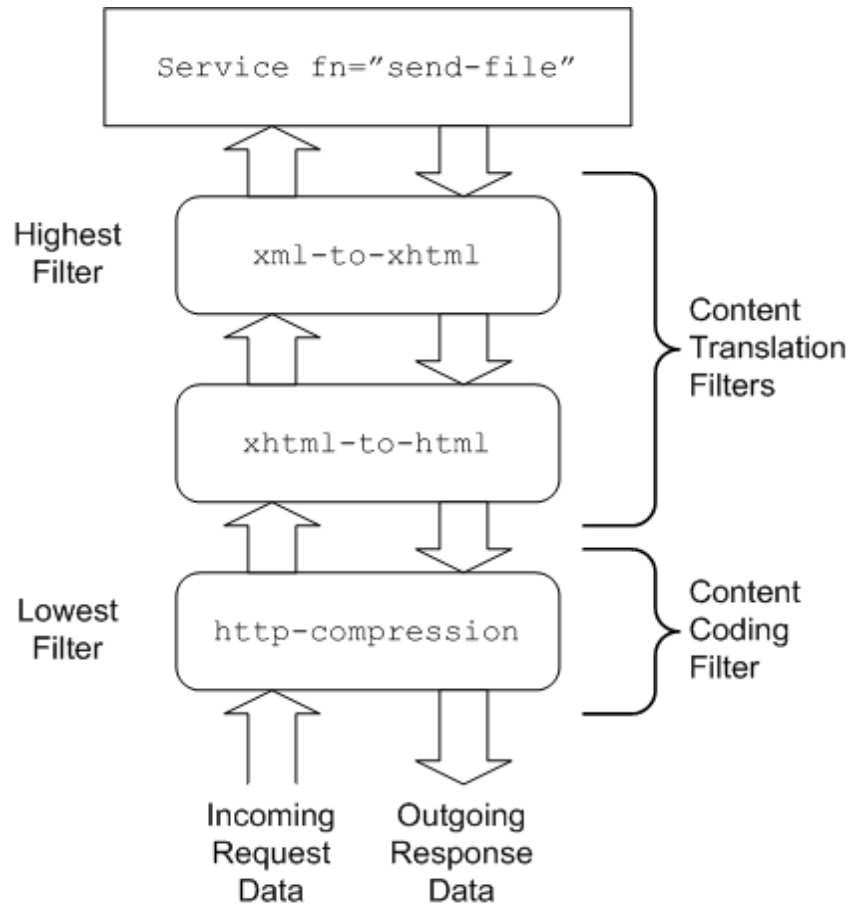 Service fn=”send-file”
Highest
Filter
xml-to-xhtml
Content
Translation
Filters
xhtml-to-html
Lowest
Filter
http-compression
Content
Coding
Filter
Incoming
Request
Data
Outgoing
Response
Data